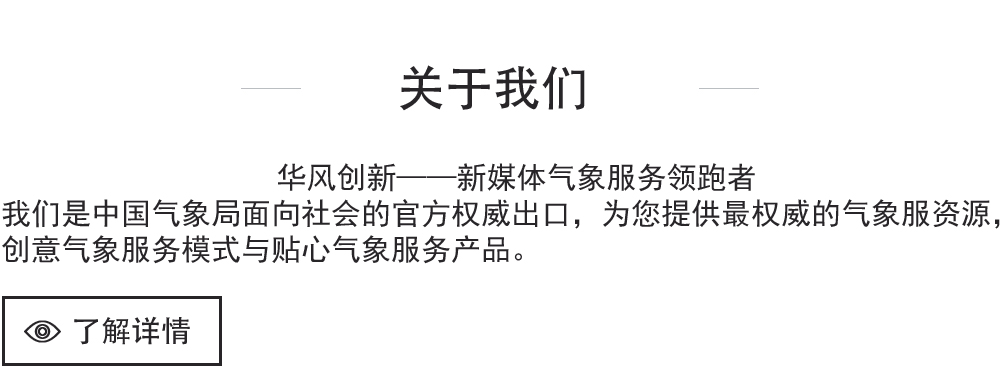 关于我们
华风创新——新媒体气象服务领跑者
我们是中国气象局面向社会的官方权威出口，为您提供最权威的气象服资源，
创意气象服务模式与贴心气象服务产品。
了解详情